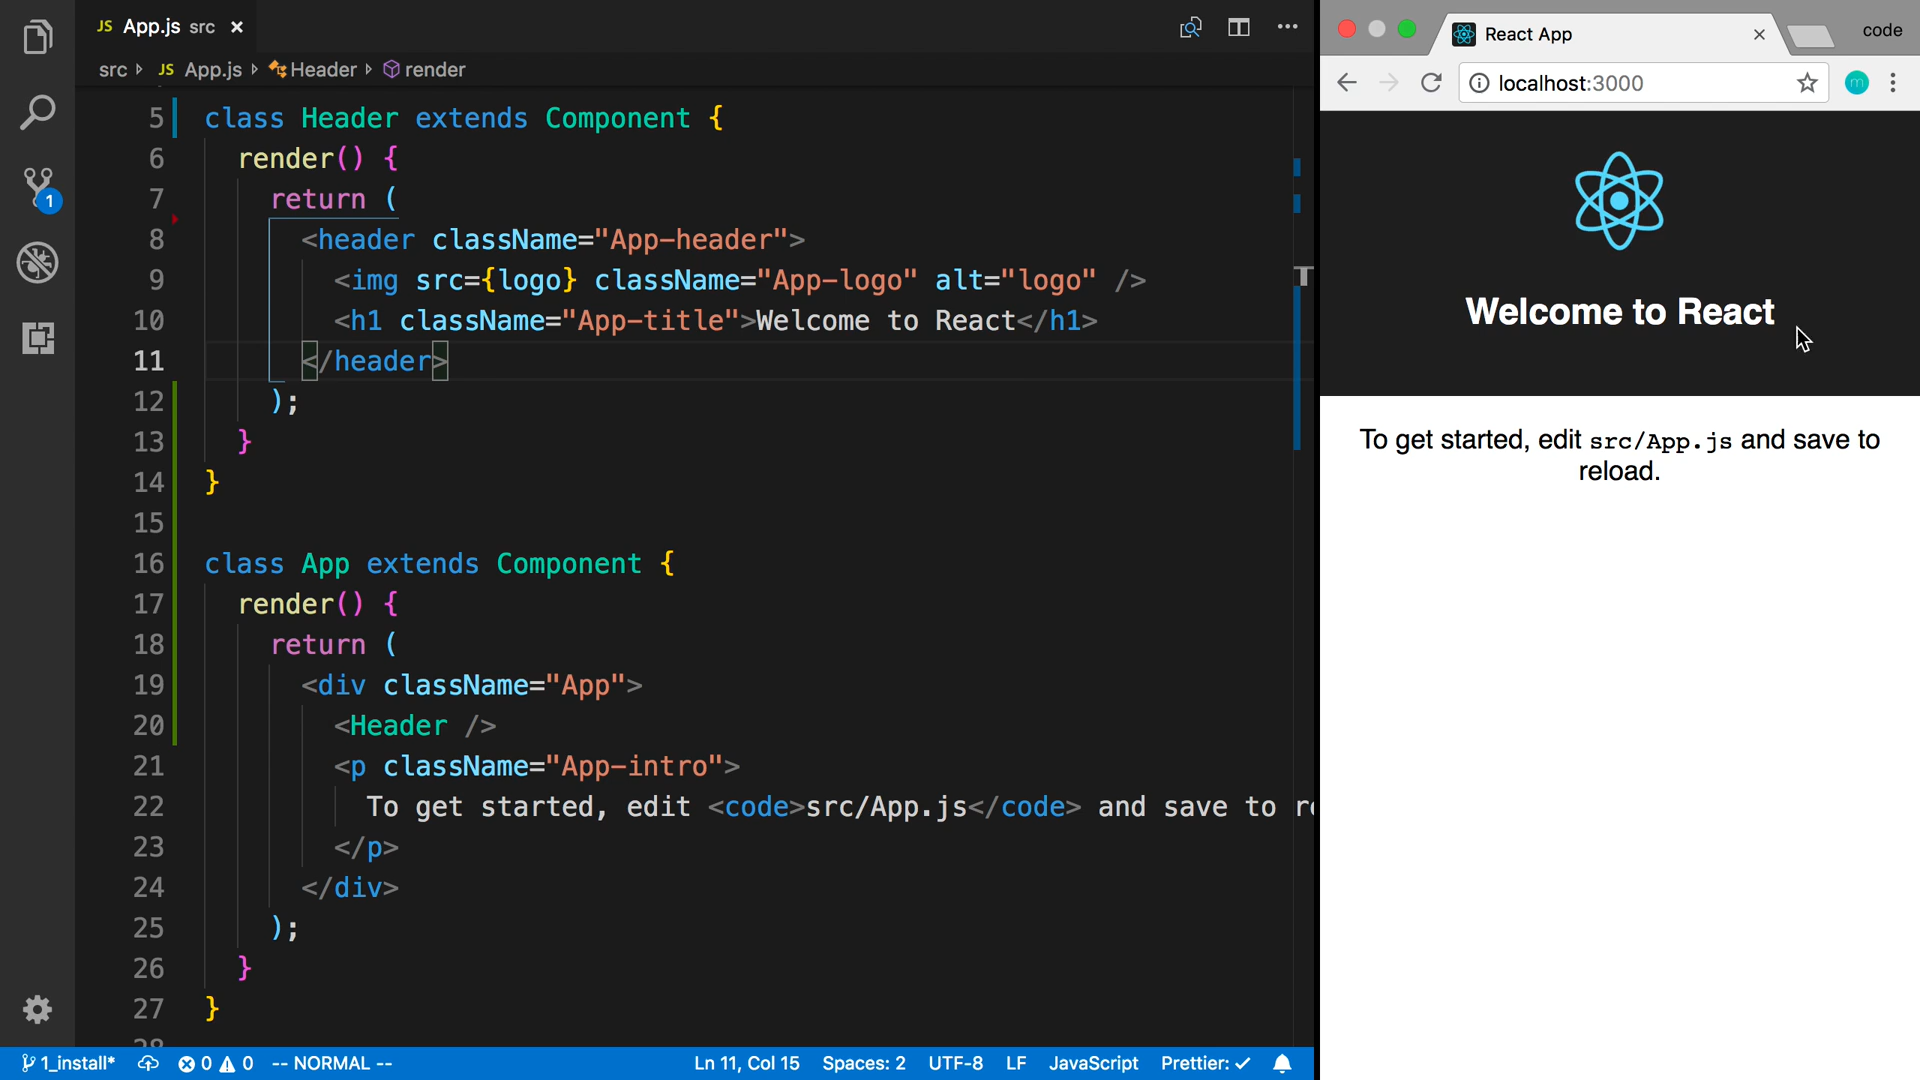 JS App.js src ×
src › JS App.js › Header › render
5 class Header extends Component {
6 render() {
7 return (
8 <header className="App-header">
9 <img src={logo} className="App-logo" alt="logo" />
10 <h1 className="App-title">Welcome to React</h1>
11 </header>
12 );
13 }
14 }
15
16 class App extends Component {
17 render() {
18 return (
19 <div className="App">
20 <Header />
21 <p className="App-intro">
22 To get started, edit <code>src/App.js</code> and save to
23 </p>
24 </div>
25 );
26 }
27 }
28
1
1_install* 0 0 -- NORMAL -- Ln 11, Col 15 Spaces: 2 UTF-8 LF JavaScript Prettier: ✓
React App × code
localhost:3000 m
Welcome to React
To get started, edit src/App.js and save to
reload.